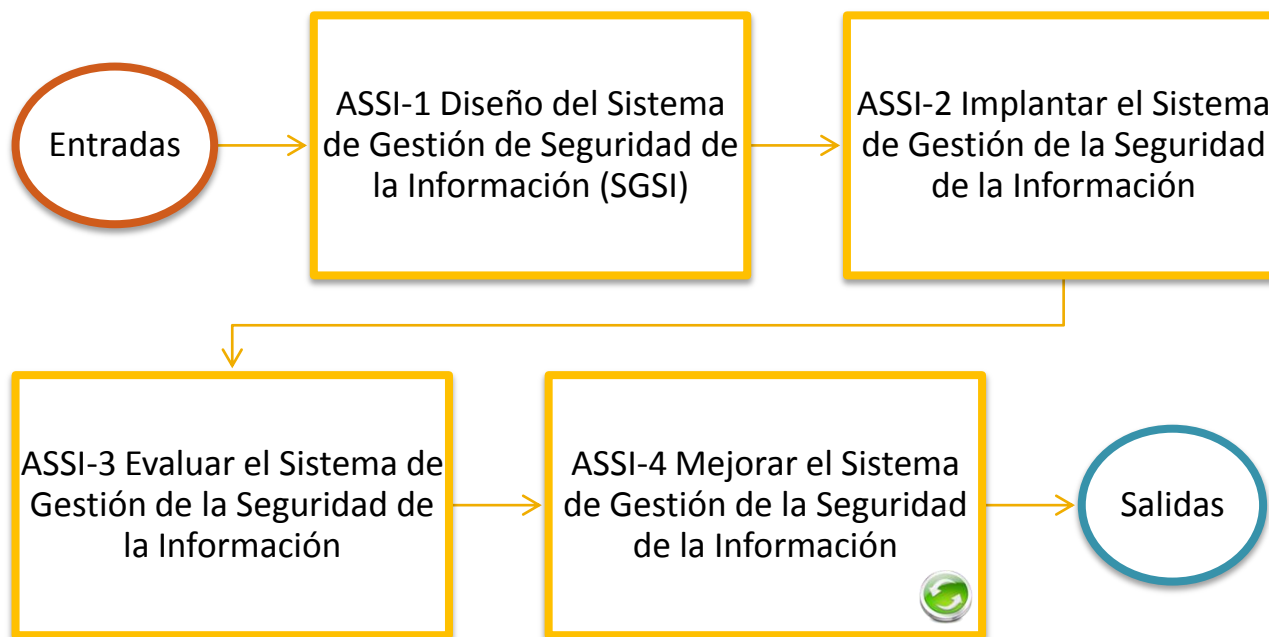 Entradas
ASSI-1 Diseño del Sistema
de Gestión de Seguridad de
la Información (SGSI)
ASSI-2 Implantar el Sistema
de Gestión de la Seguridad
de la Información
ASSI-3 Evaluar el Sistema de
Gestión de la Seguridad de
la Información
ASSI-4 Mejorar el Sistema
de Gestión de la Seguridad
de la Información
Salidas